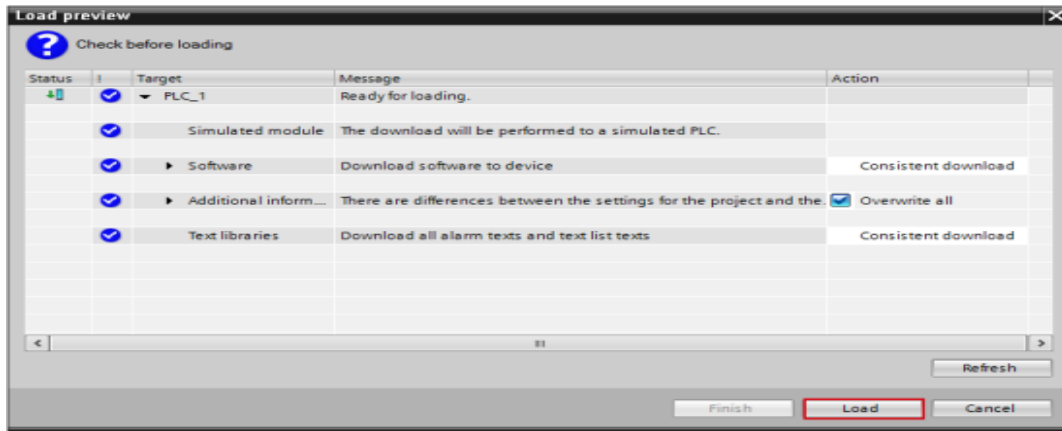 Load preview
Check before loading
Status ! Target Message Action
PLC_1 Ready for loading.
Simulated module The download will be performed to a simulated PLC.
Software Download software to device Consistent download
Additional inform... There are differences between the settings for the project and the... Overwrite all
Text libraries Download all alarm texts and text list texts Consistent download
Refresh
Finish Load Cancel